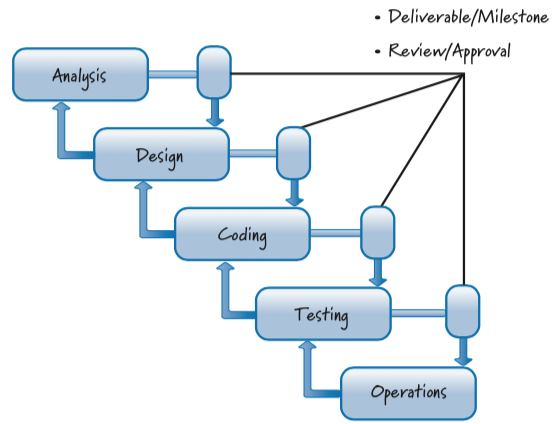 • Deliverable/Milestone
• Review/Approval
Analysis
Design
Coding
Testing
Operations